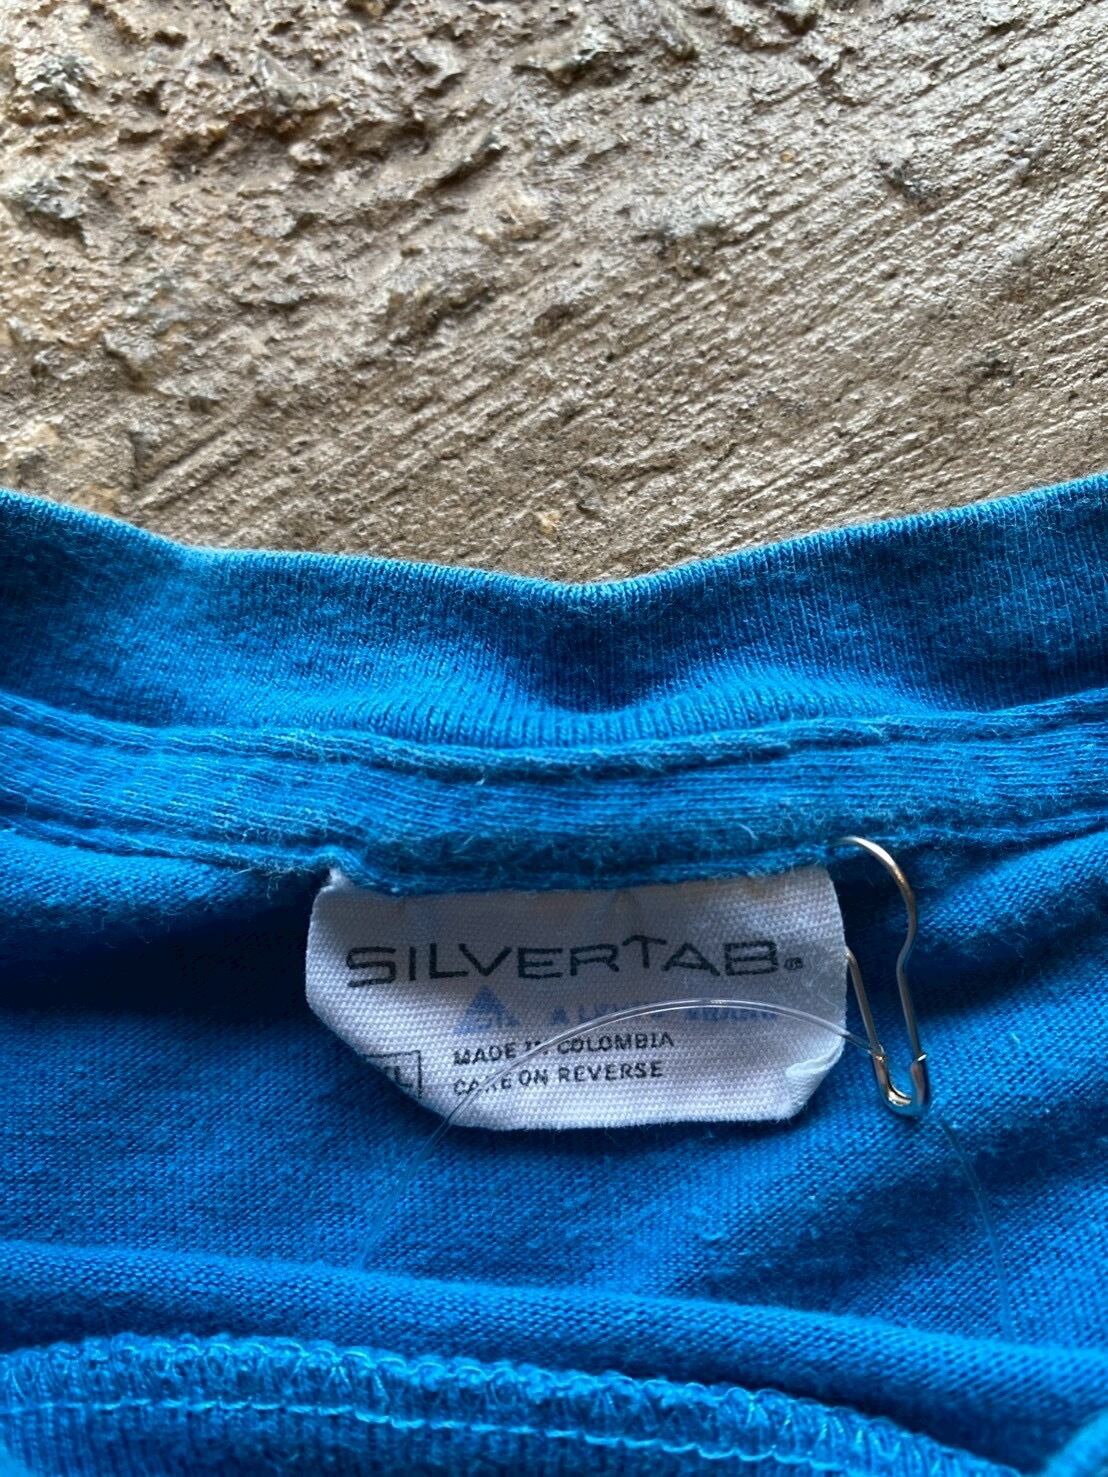 SILVERTAB®
MADE IN COLOMBIA
CARE ON REVERSE